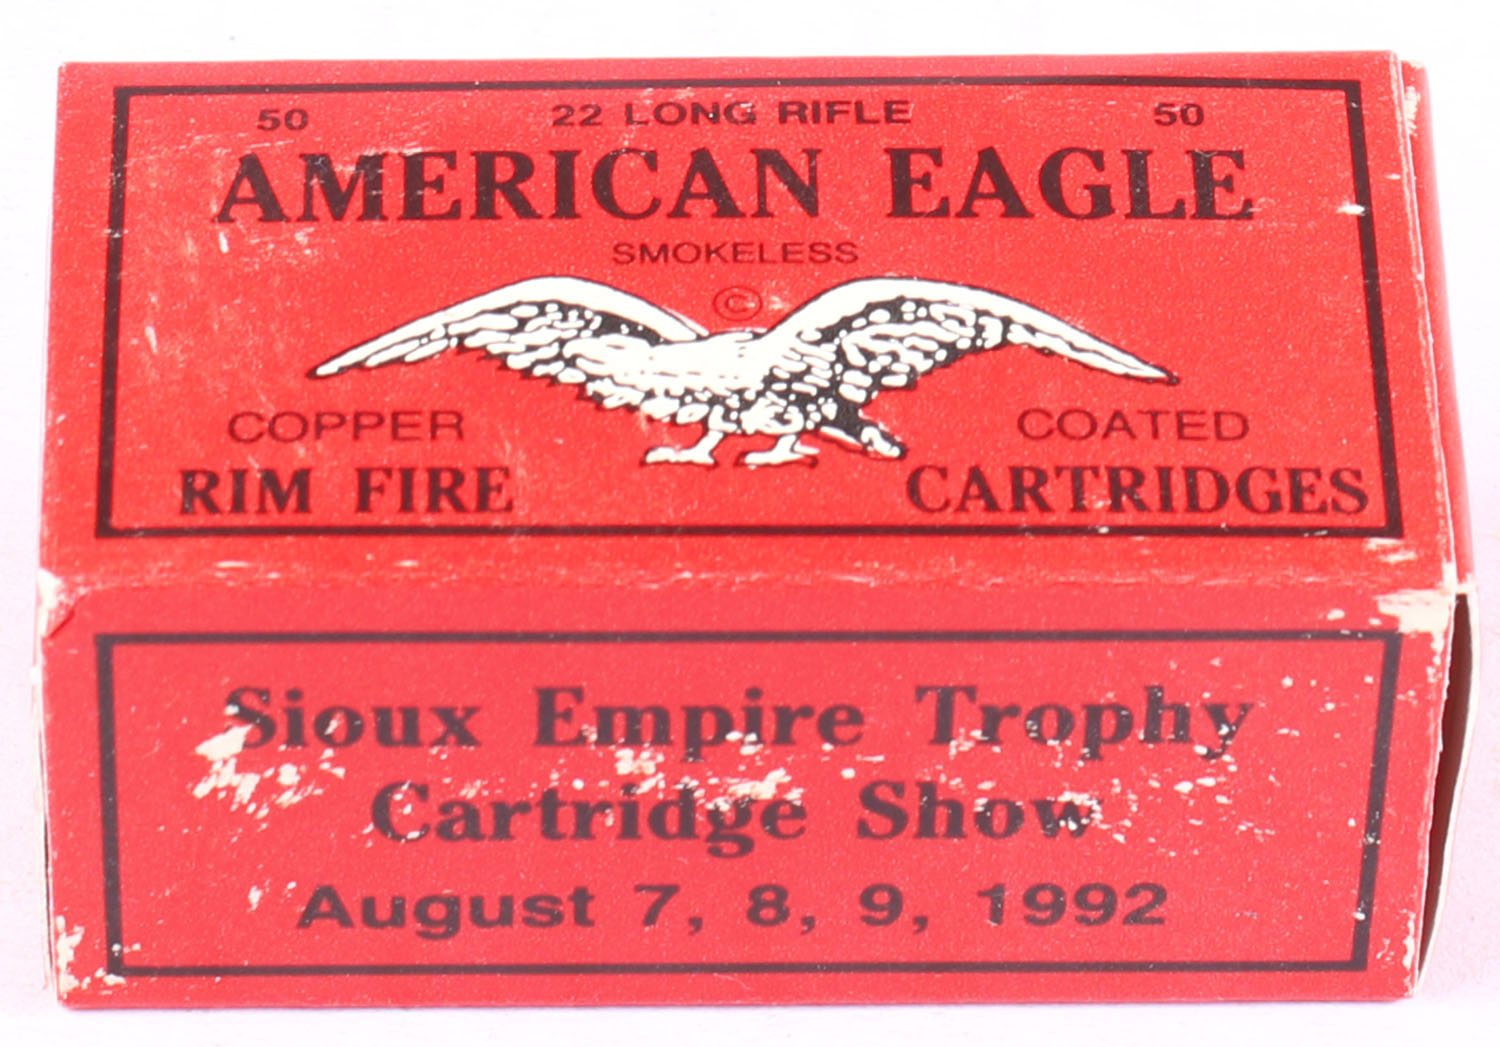 50 22 LONG RIFLE 50
AMERICAN EAGLE
SMOKELESS
©
COPPER COATED
RIM FIRE CARTRIDGES
Sioux Empire Trophy
Cartridge Show
August 7, 8, 9, 1992